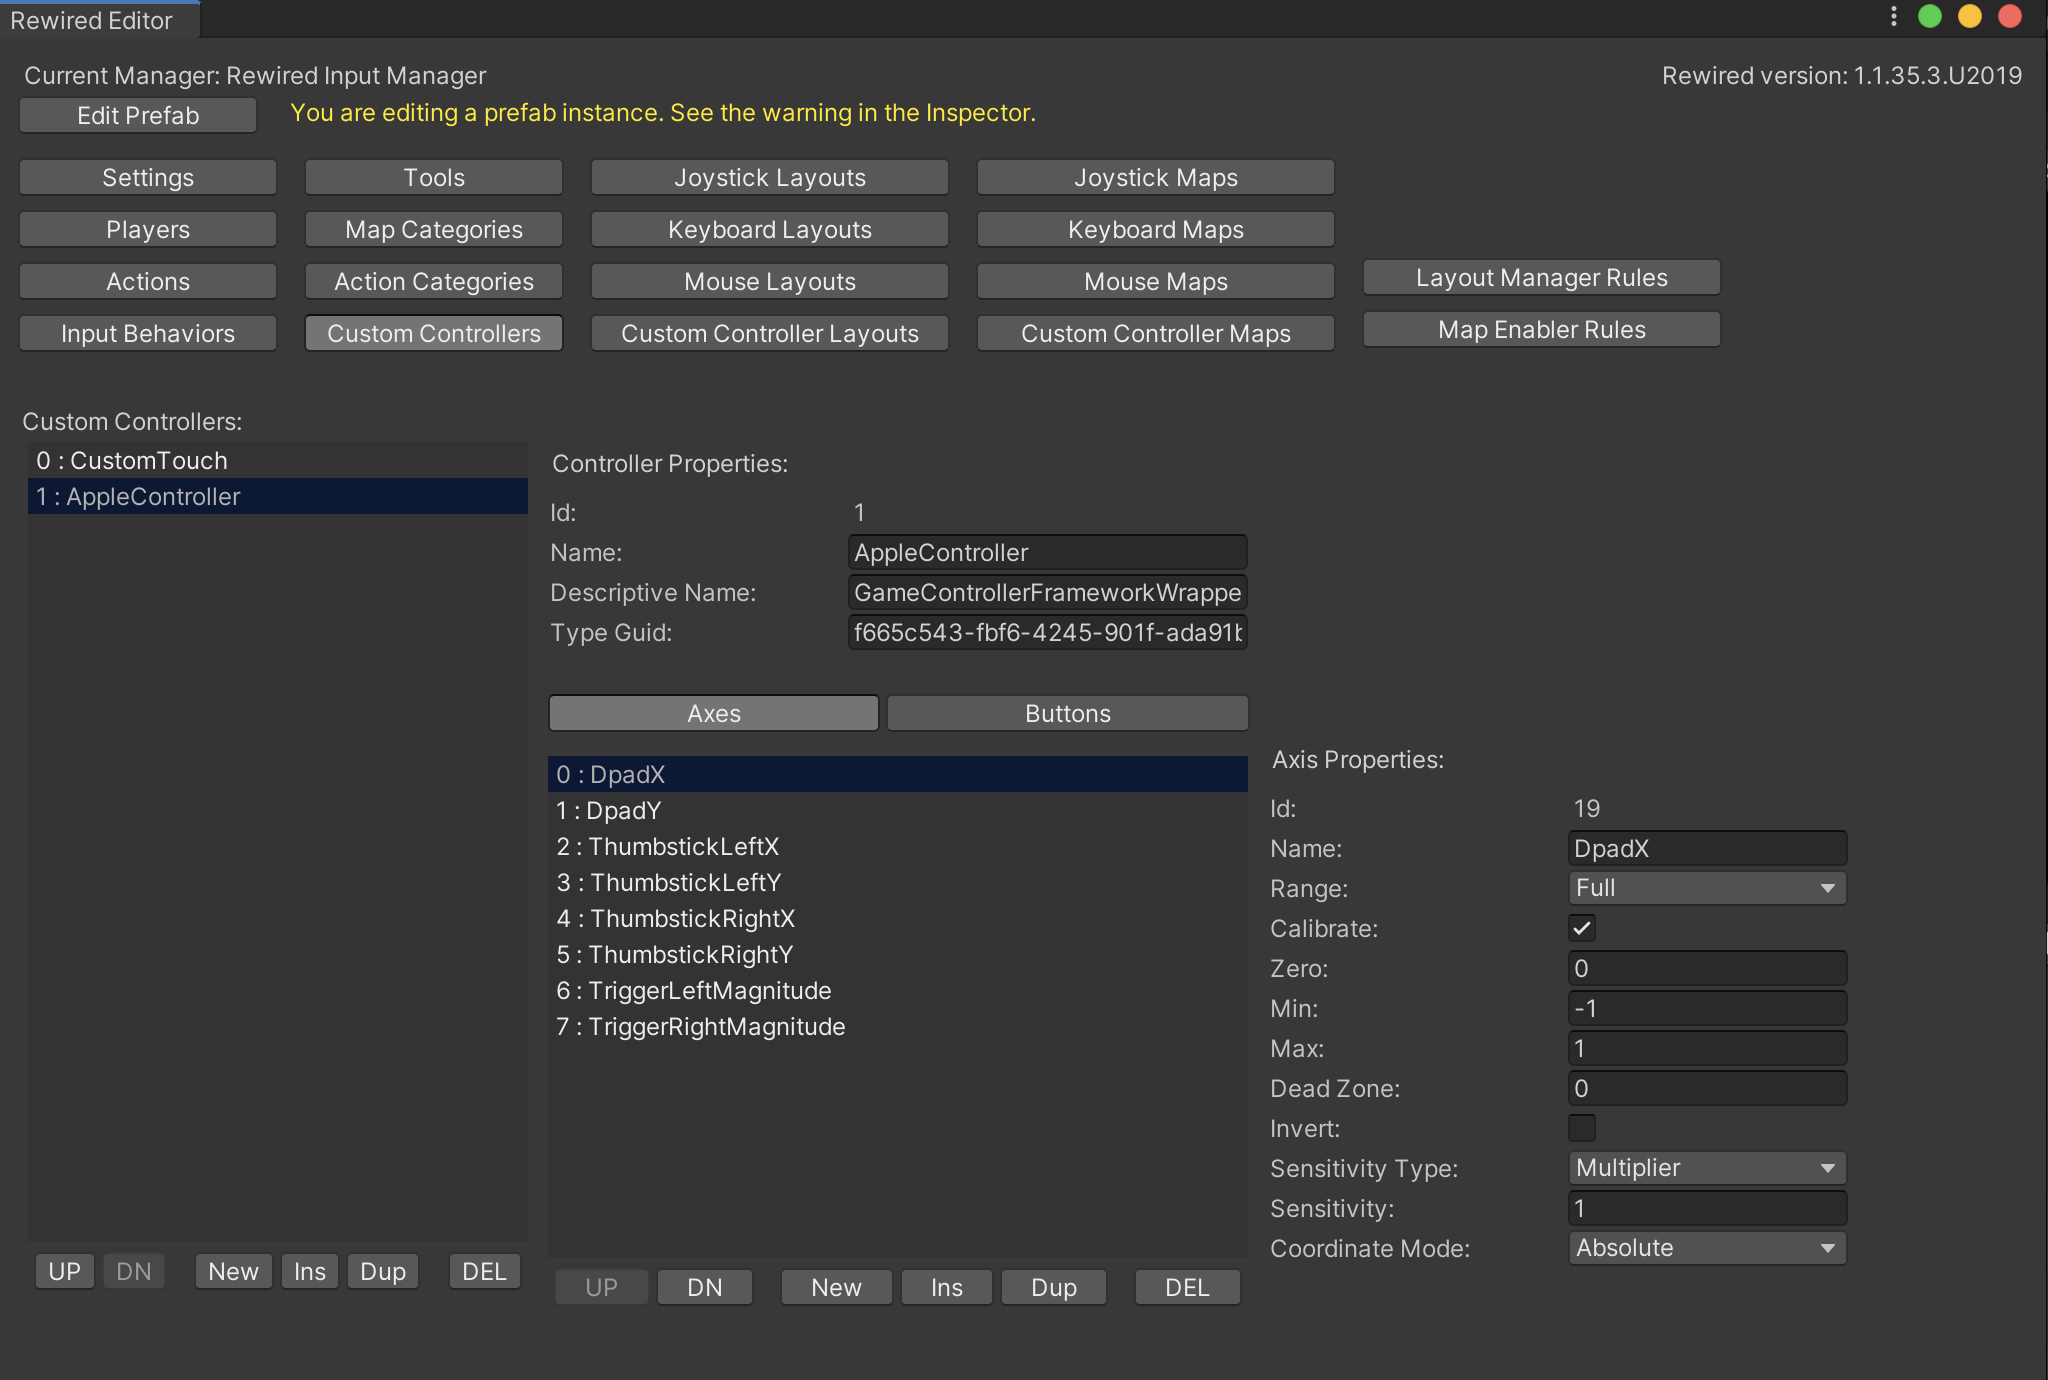 Rewired Editor
Current Manager: Rewired Input Manager
Rewired version: 1.1.35.3.U2019
Edit Prefab
You are editing a prefab instance. See the warning in the Inspector.
Settings Tools Joystick Layouts Joystick Maps
Players Map Categories Keyboard Layouts Keyboard Maps
Actions Action Categories Mouse Layouts Mouse Maps Layout Manager Rules
Input Behaviors Custom Controllers Custom Controller Layouts Custom Controller Maps Map Enabler Rules
Custom Controllers:
0 : CustomTouch
1 : AppleController
UP DN New Ins Dup DEL
Controller Properties:
Id: 1
Name: AppleController
Descriptive Name: GameControllerFrameworkWrappe
Type Guid: f665c543-fbf6-4245-901f-ada91b
Axes Buttons
0 : DpadX
1 : DpadY
2 : ThumbstickLeftX
3 : ThumbstickLeftY
4 : ThumbstickRightX
5 : ThumbstickRightY
6 : TriggerLeftMagnitude
7 : TriggerRightMagnitude
UP DN New Ins Dup DEL
Axis Properties:
Id: 19
Name: DpadX
Range: Full
Calibrate:
Zero: 0
Min: -1
Max: 1
Dead Zone: 0
Invert:
Sensitivity Type: Multiplier
Sensitivity: 1
Coordinate Mode: Absolute